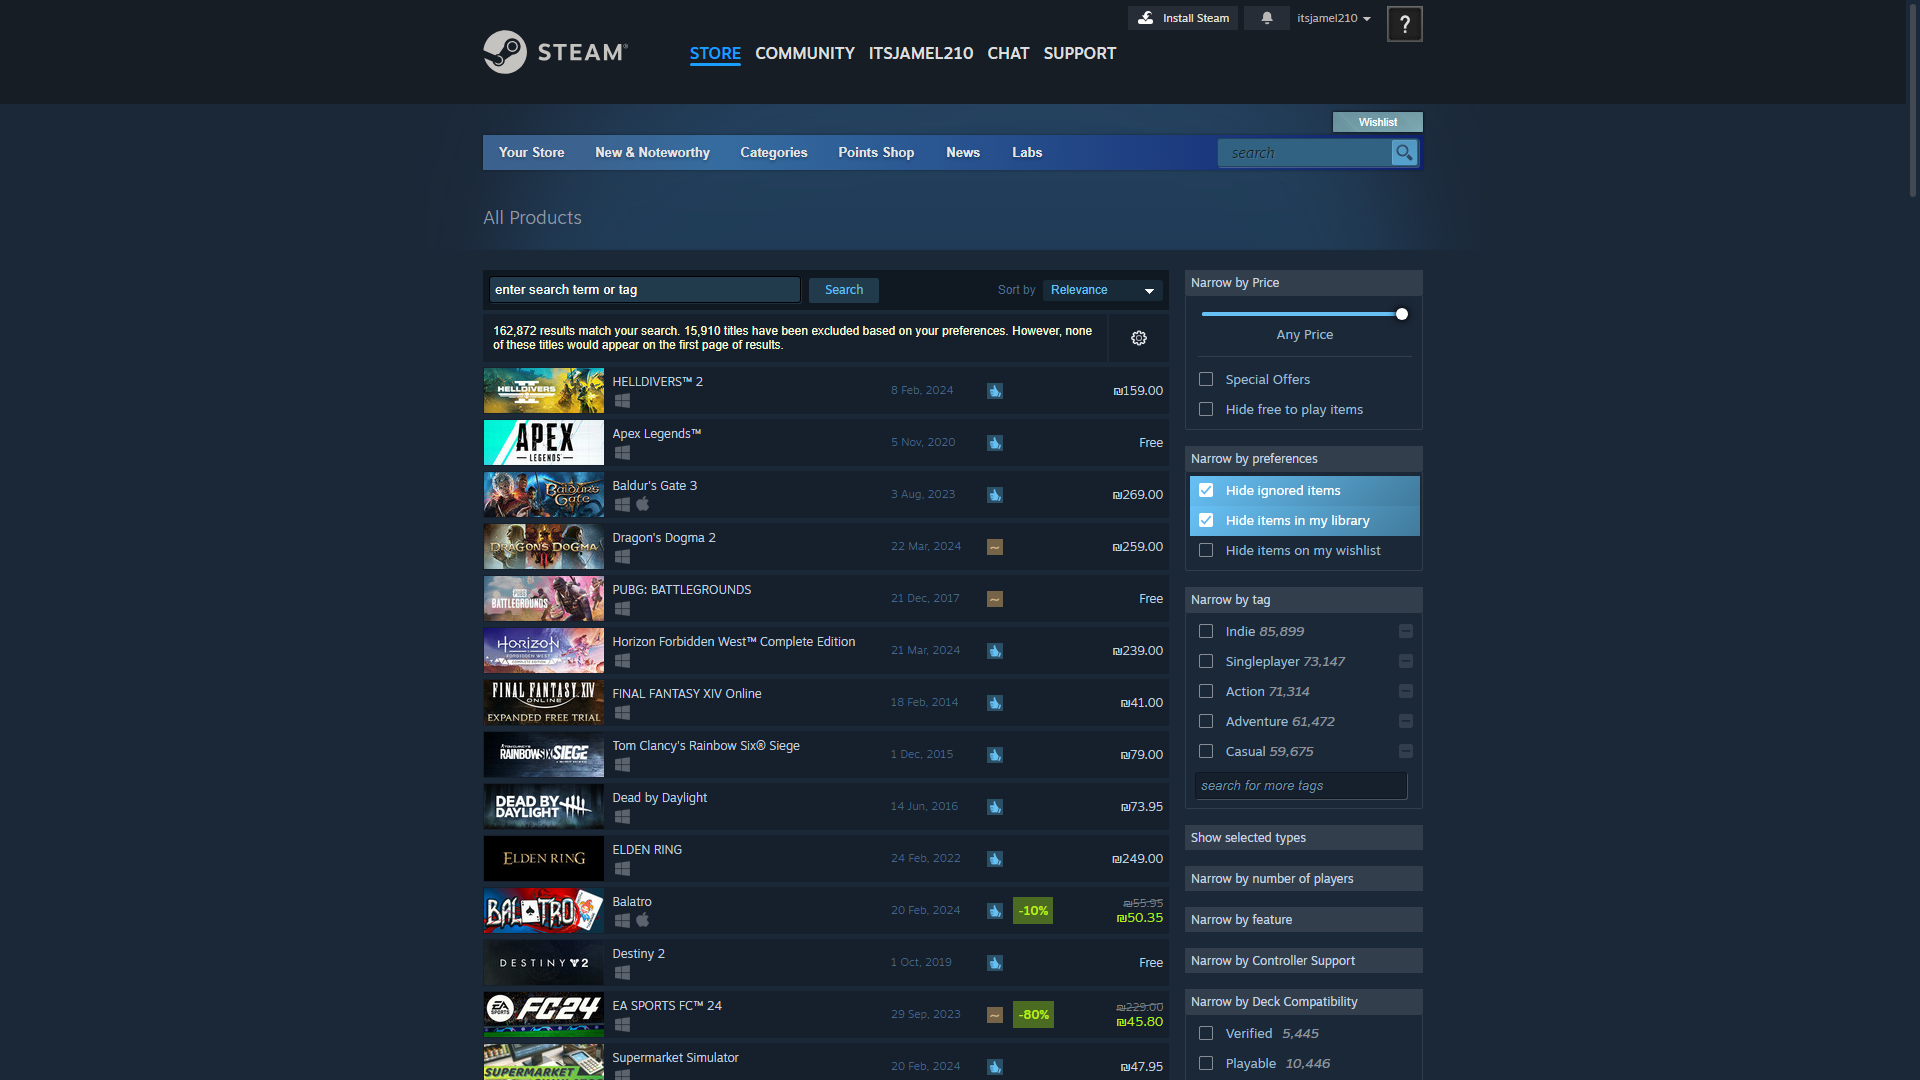 Install Steam
itsjamel210
?
STEAM®
STORE COMMUNITY ITSJAMEL210 CHAT SUPPORT
Wishlist
Your Store New & Noteworthy Categories Points Shop News Labs
search
All Products
enter search term or tag
Search
Sort by Relevance
162,872 results match your search. 15,910 titles have been excluded based on your preferences. However, none
of these titles would appear on the first page of results.
HELLDIVERS II
HELLDIVERS™ 2
8 Feb, 2024
₪159.00
APEX
LEGENDS
Apex Legends™
5 Nov, 2020
Free
BALDUR'S
GATE
Baldur's Gate 3
3 Aug, 2023
₪269.00
DRAGON'S DOGMA
II
Dragon's Dogma 2
22 Mar, 2024
₪259.00
PUBG
BATTLEGROUNDS
PUBG: BATTLEGROUNDS
21 Dec, 2017
Free
HORIZON
FORBIDDEN WEST
COMPLETE EDITION
Horizon Forbidden West™ Complete Edition
21 Mar, 2024
₪239.00
FINAL FANTASY XIV
ONLINE
EXPANDED FREE TRIAL
FINAL FANTASY XIV Online
18 Feb, 2014
₪41.00
TOM CLANCY'S
RAINBOW SIX SIEGE
Tom Clancy's Rainbow Six® Siege
1 Dec, 2015
₪79.00
DEAD BY
DAYLIGHT
Dead by Daylight
14 Jun, 2016
₪73.95
ELDEN RING
ELDEN RING
24 Feb, 2022
₪249.00
BALATRO
Balatro
20 Feb, 2024
-10%
₪55.95
₪50.35
DESTINY 2
Destiny 2
1 Oct, 2019
Free
EA
SPORTS
FC24
EA SPORTS FC™ 24
29 Sep, 2023
-80%
₪229.00
₪45.80
SUPERMARKET
Supermarket Simulator
20 Feb, 2024
₪47.95
Narrow by Price
Any Price
Special Offers
Hide free to play items
Narrow by preferences
Hide ignored items
Hide items in my library
Hide items on my wishlist
Narrow by tag
Indie 85,899
Singleplayer 73,147
Action 71,314
Adventure 61,472
Casual 59,675
search for more tags
Show selected types
Narrow by number of players
Narrow by feature
Narrow by Controller Support
Narrow by Deck Compatibility
Verified 5,445
Playable 10,446